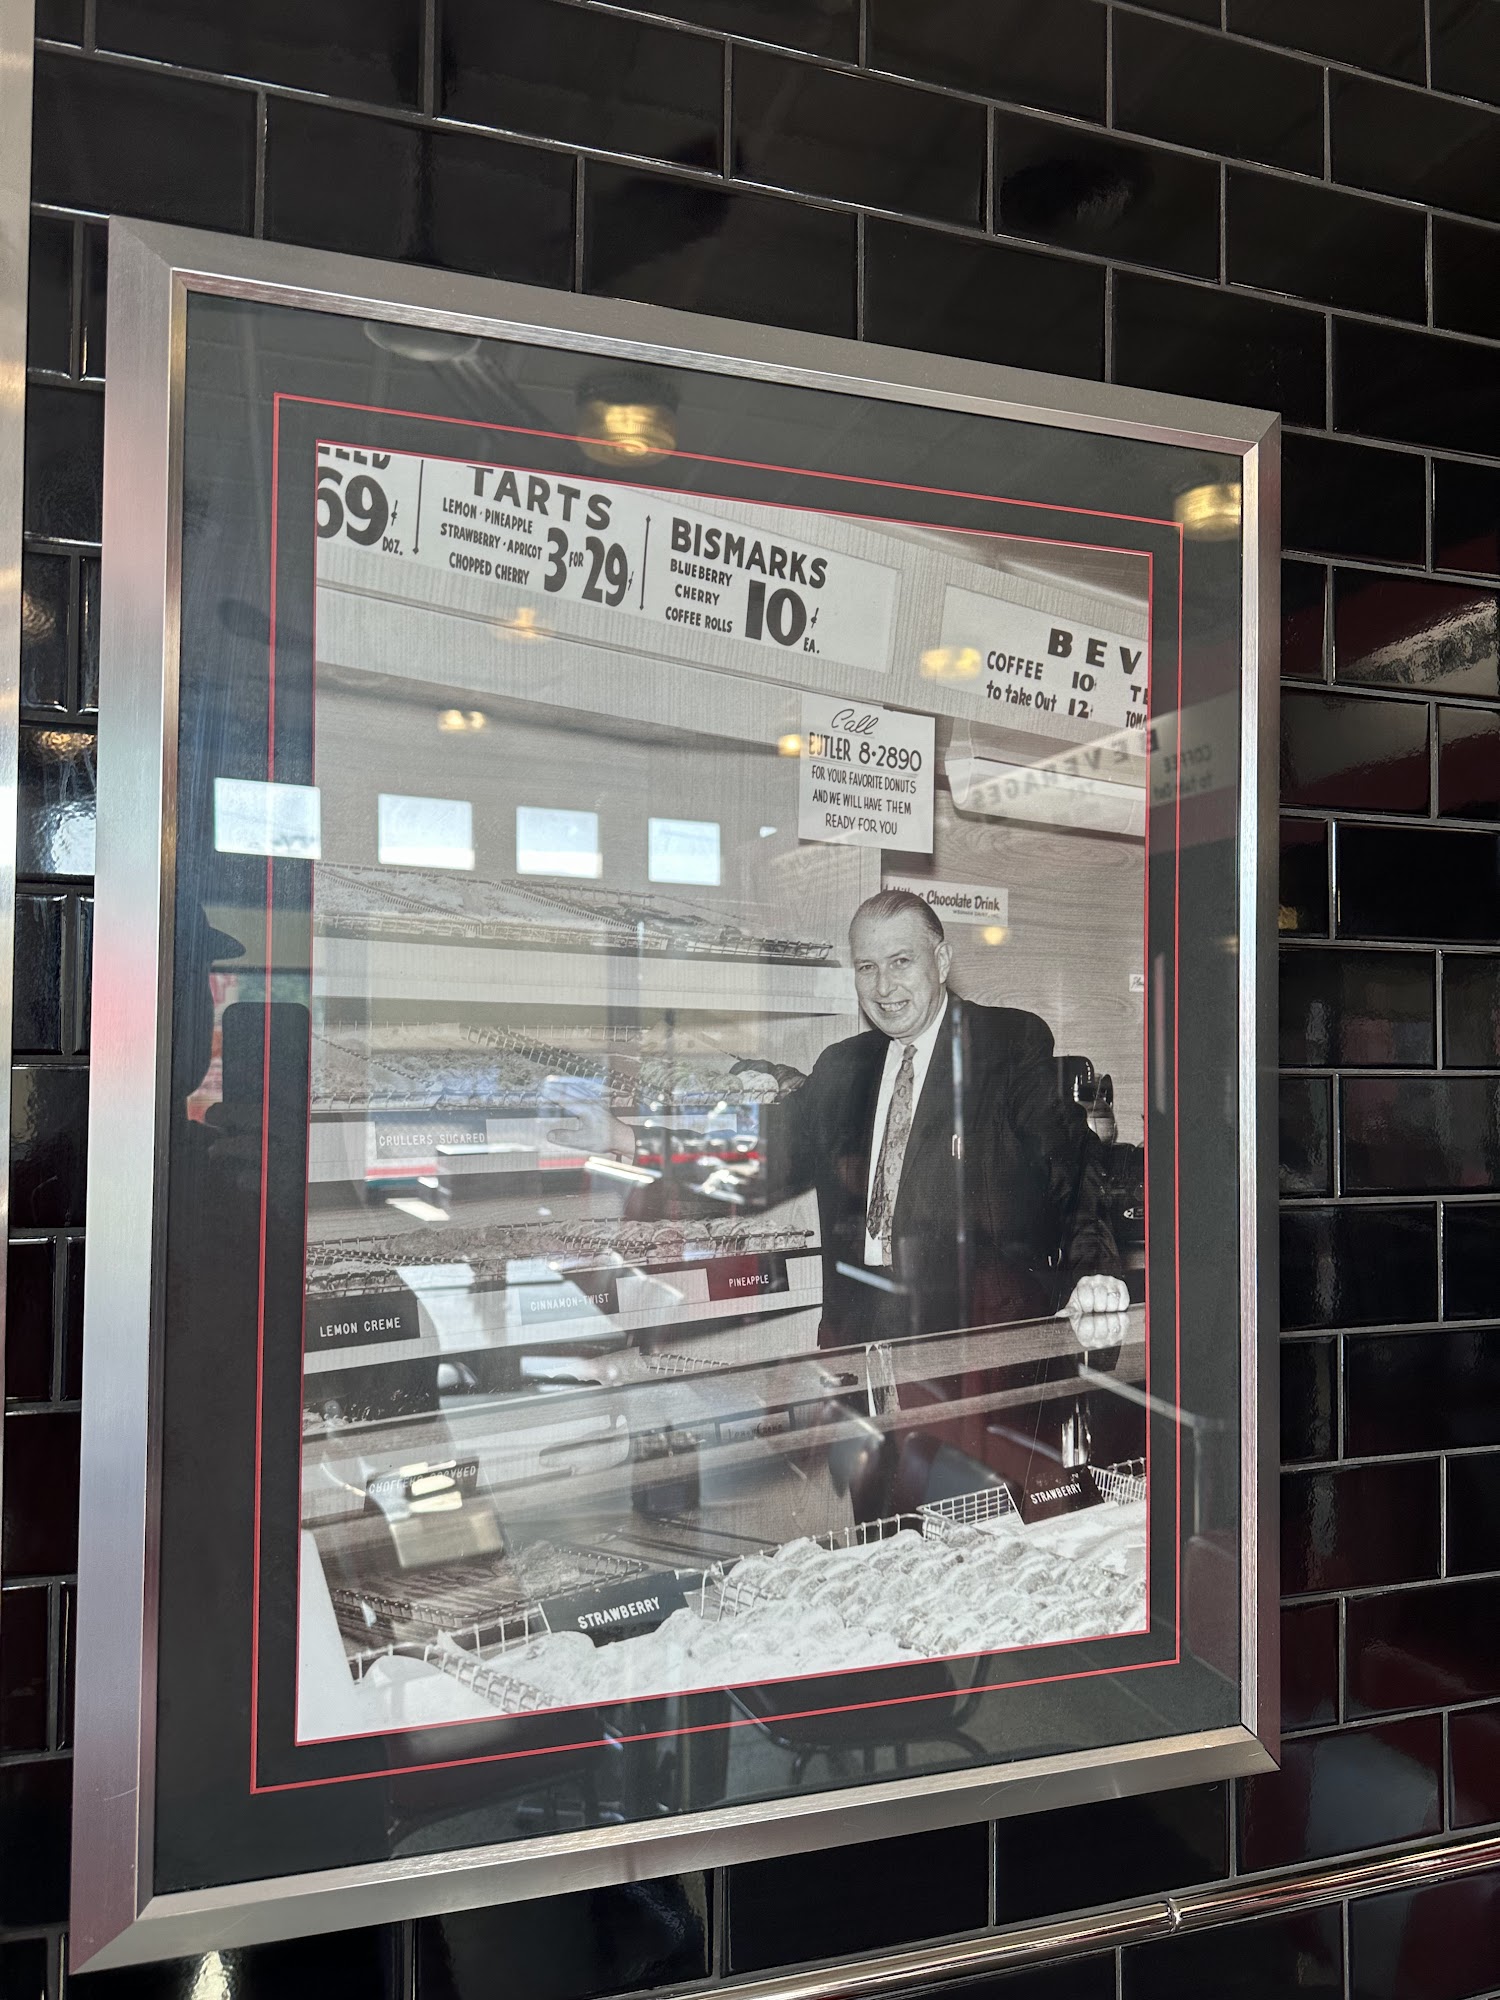 69¢ DOZ.
TARTS
LEMON · PINEAPPLE
STRAWBERRY · APRICOT
CHOPPED CHERRY
3 FOR 29¢
BISMARKS
BLUEBERRY
CHERRY
COFFEE ROLLS
10¢ EA.
BEV
COFFEE 10¢
to take Out 12¢
Call
BUTLER 8·2890
FOR YOUR FAVORITE DONUTS
AND WE WILL HAVE THEM
READY FOR YOU
Chocolate Drink
CRULLERS SUGARED
PINEAPPLE
CINNAMON-TWIST
LEMON CREME
STRAWBERRY
STRAWBERRY